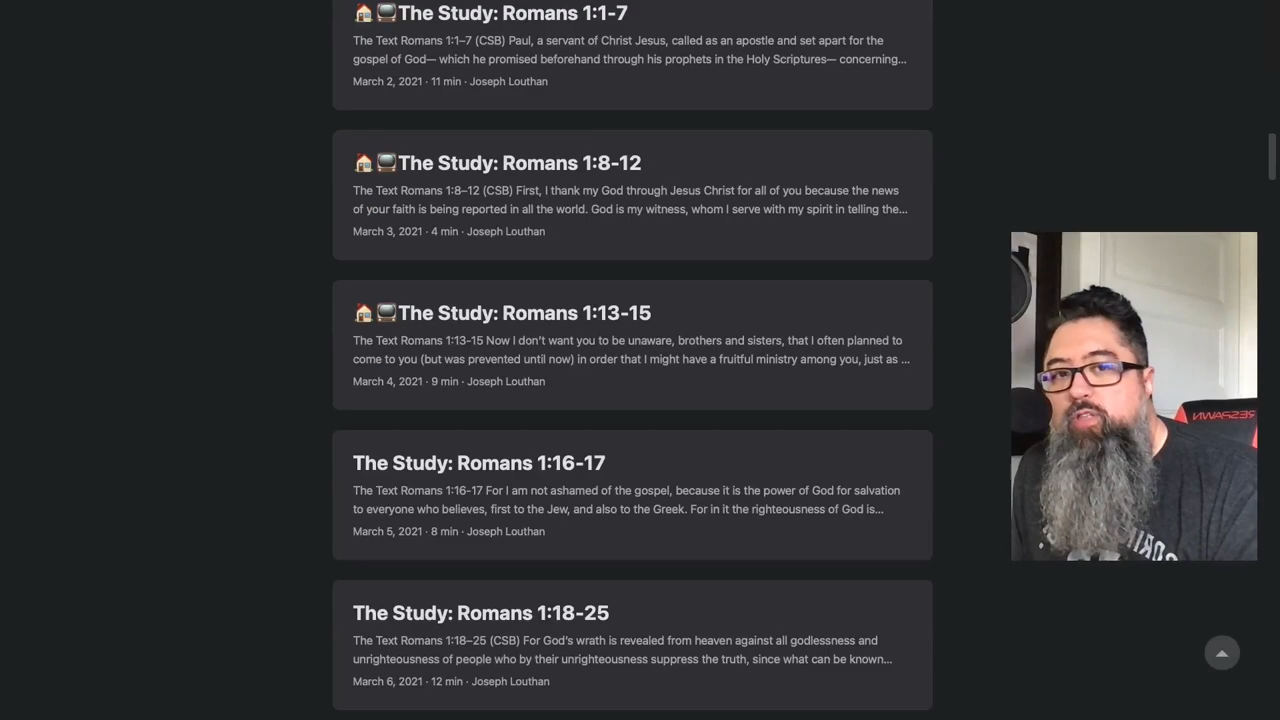 🏠📺The Study: Romans 1:1-7
The Text Romans 1:1–7 (CSB) Paul, a servant of Christ Jesus, called as an apostle and set apart for the
gospel of God— which he promised beforehand through his prophets in the Holy Scriptures— concerning...
March 2, 2021 · 11 min · Joseph Louthan
🏠📺The Study: Romans 1:8-12
The Text Romans 1:8–12 (CSB) First, I thank my God through Jesus Christ for all of you because the news
of your faith is being reported in all the world. God is my witness, whom I serve with my spirit in telling the...
March 3, 2021 · 4 min · Joseph Louthan
🏠📺The Study: Romans 1:13-15
The Text Romans 1:13-15 Now I don't want you to be unaware, brothers and sisters, that I often planned to
come to you (but was prevented until now) in order that I might have a fruitful ministry among you, just as ...
March 4, 2021 · 9 min · Joseph Louthan
The Study: Romans 1:16-17
The Text Romans 1:16-17 For I am not ashamed of the gospel, because it is the power of God for salvation
to everyone who believes, first to the Jew, and also to the Greek. For in it the righteousness of God is...
March 5, 2021 · 8 min · Joseph Louthan
The Study: Romans 1:18-25
The Text Romans 1:18–25 (CSB) For God's wrath is revealed from heaven against all godlessness and
unrighteousness of people who by their unrighteousness suppress the truth, since what can be known...
March 6, 2021 · 12 min · Joseph Louthan
RESPAWN